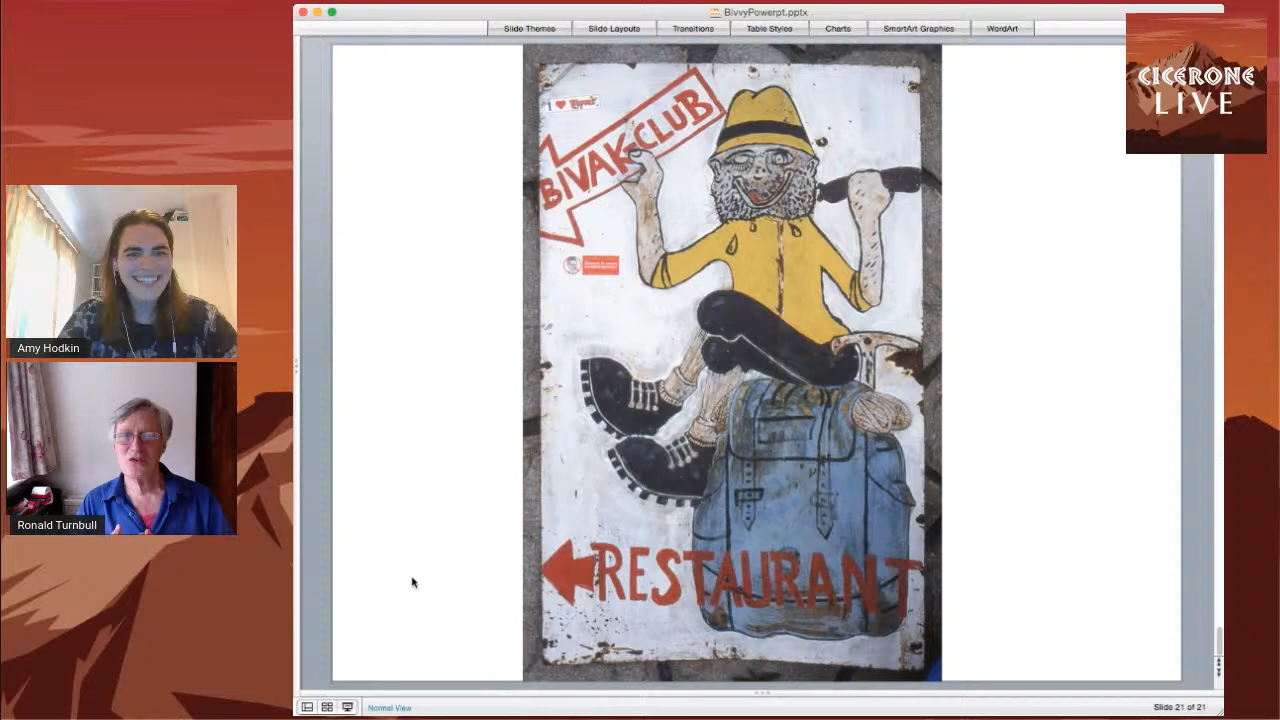 BivvyPowerpt.pptx
Slide Themes
Slide Layouts
Transitions
Table Styles
Charts
SmartArt Graphics
WordArt
CICERONE
LIVE
I ❤
BIVAK-CLUB
RESTAURANT
Amy Hodkin
Ronald Turnbull
Normal View
Slide 21 of 21